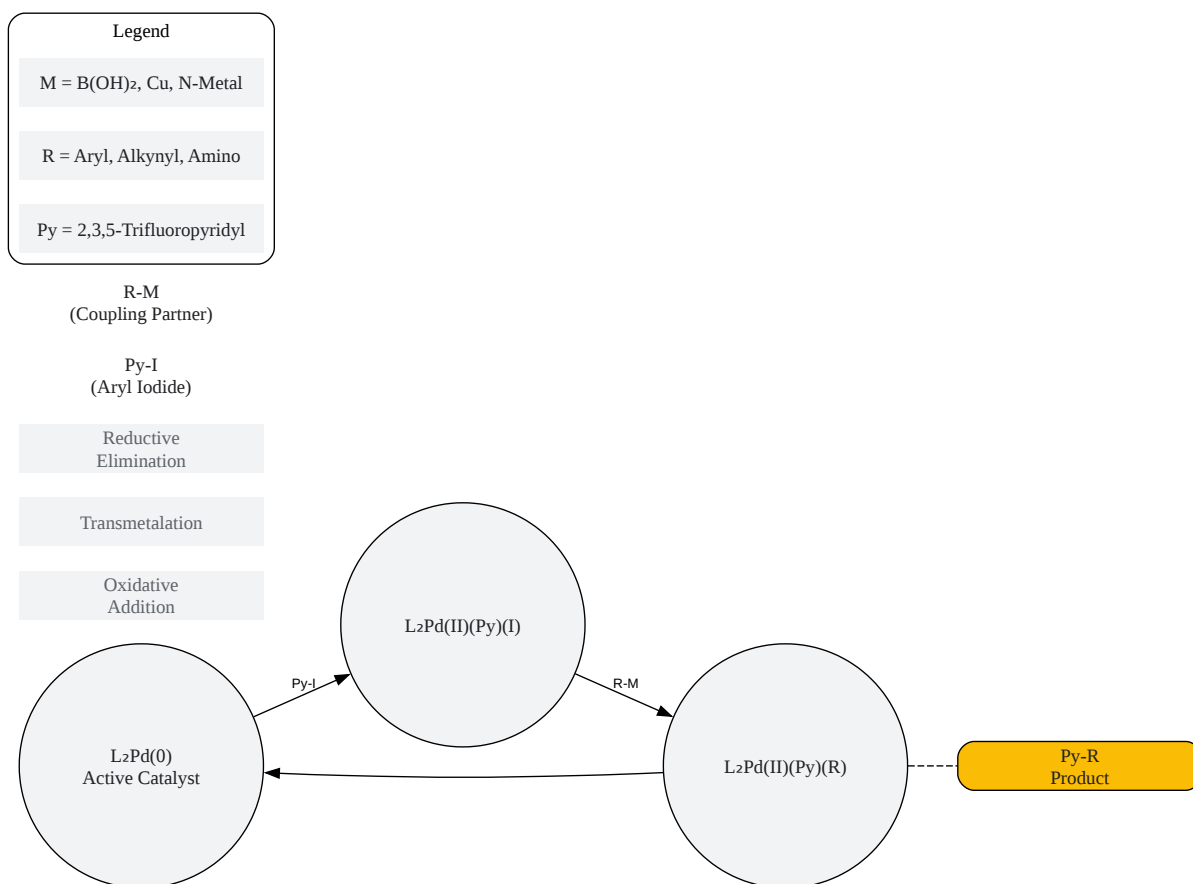 Legend
M = B(OH)₂, Cu, N-Metal
R = Aryl, Alkynyl, Amino
Py = 2,3,5-Trifluoropyridyl
R-M
(Coupling Partner)
Py-I
(Aryl Iodide)
Reductive
Elimination
Transmetalation
Oxidative
Addition
L₂Pd(0)
Active Catalyst
Py-I
L₂Pd(II)(Py)(I)
R-M
L₂Pd(II)(Py)(R)
Py-R
Product